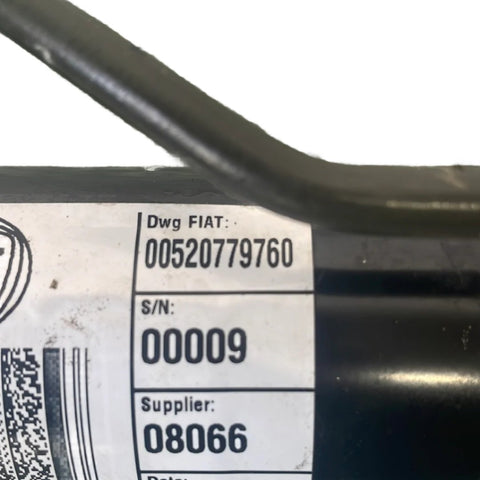 Dwg FIAT:
00520779760
S/N:
00009
Supplier:
08066